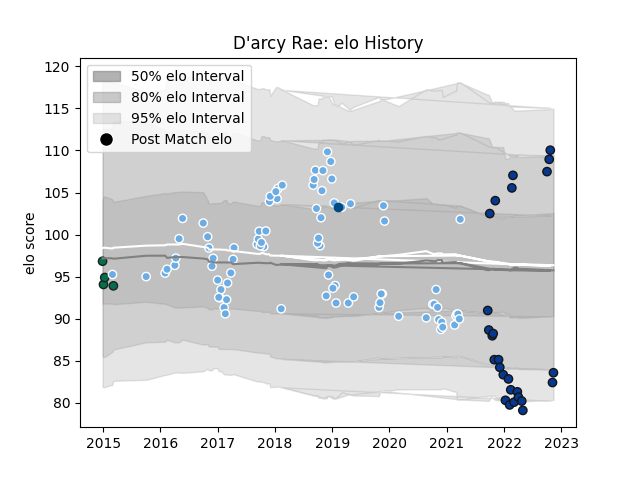 D'arcy Rae: elo History
50% elo Interval
80% elo Interval
95% elo Interval
Post Match elo
elo score
120
115
110
105
100
95
90
85
80
2015 2016 2017 2018 2019 2020 2021 2022 2023